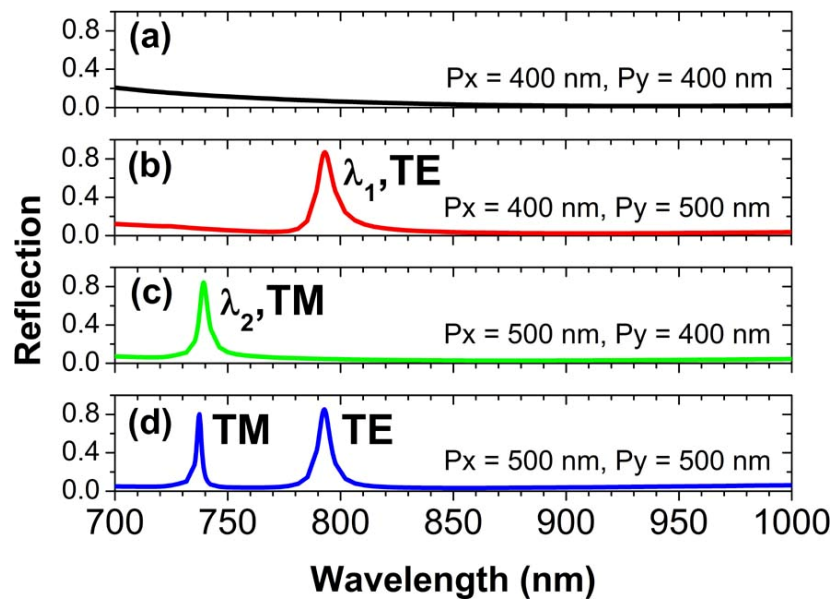 Reflection
(a)
0.8
0.4
0.0
Px = 400 nm, Py = 400 nm
(b)
0.8
0.4
0.0
λ1,TE
Px = 400 nm, Py = 500 nm
(c)
0.8
0.4
0.0
λ2,TM
Px = 500 nm, Py = 400 nm
(d)
0.8
0.4
0.0
TM
TE
Px = 500 nm, Py = 500 nm
700 750 800 850 900 950 1000
Wavelength (nm)